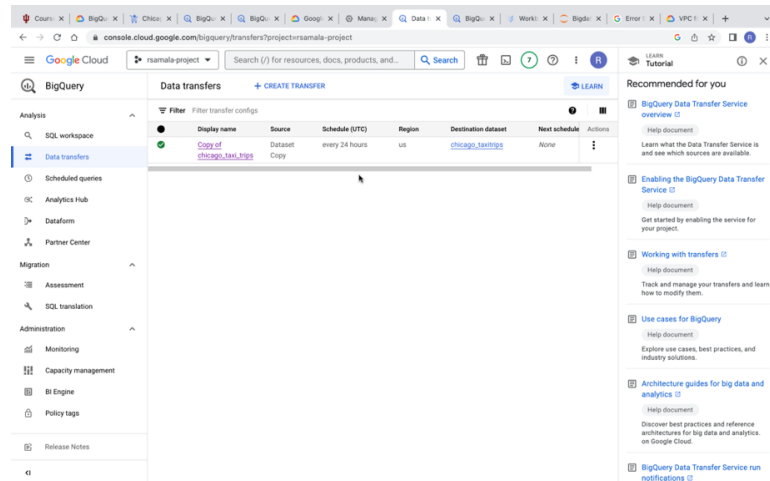 Course
BigQu
Chicag
BigQu
BigQu
Googl
Manag
Data t
BigQu
Workb
Bigdat
Error f
VPC f
console.cloud.google.com/bigquery/transfers?project=rsamala-project
Google Cloud
rsamala-project
Search (/) for resources, docs, products, and...
Search
7
R
LEARN
Tutorial
BigQuery
Data transfers
+ CREATE TRANSFER
LEARN
Recommended for you
Analysis
SQL workspace
Data transfers
Scheduled queries
Analytics Hub
Dataform
Partner Center
Migration
Assessment
SQL translation
Administration
Monitoring
Capacity management
BI Engine
Policy tags
Release Notes
Filter Filter transfer configs
Display name Source Schedule (UTC) Region Destination dataset Next schedule Actions
Copy of Dataset every 24 hours us chicago_taxitrips None
chicago_taxi_trips Copy
BigQuery Data Transfer Service
overview
Help document
Learn what the Data Transfer Service is
and see which sources are available.
Enabling the BigQuery Data Transfer
Service
Help document
Get started by enabling the service for
your project.
Working with transfers
Help document
Track and manage your transfers and learn
how to modify them.
Use cases for BigQuery
Help document
Explore use cases, best practices, and
industry solutions.
Architecture guides for big data and
analytics
Help document
Discover best practices and reference
architectures for big data and analytics.
on Google Cloud.
BigQuery Data Transfer Service run
notifications